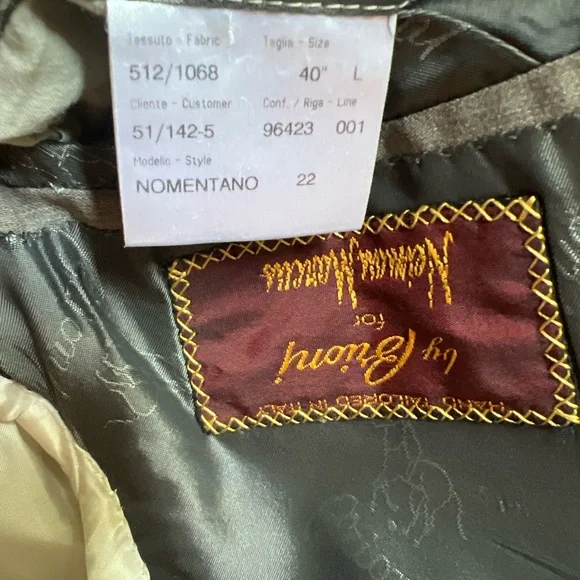 Tessuto - Fabric Taglia - Size
512/1068 40" L
Cliente - Customer Conf. / Riga - Line
51/142-5 96423 001
Modello - Style
NOMENTANO 22
HAND TAILORED IN ITALY
by Brioni
for
Neiman Marcus